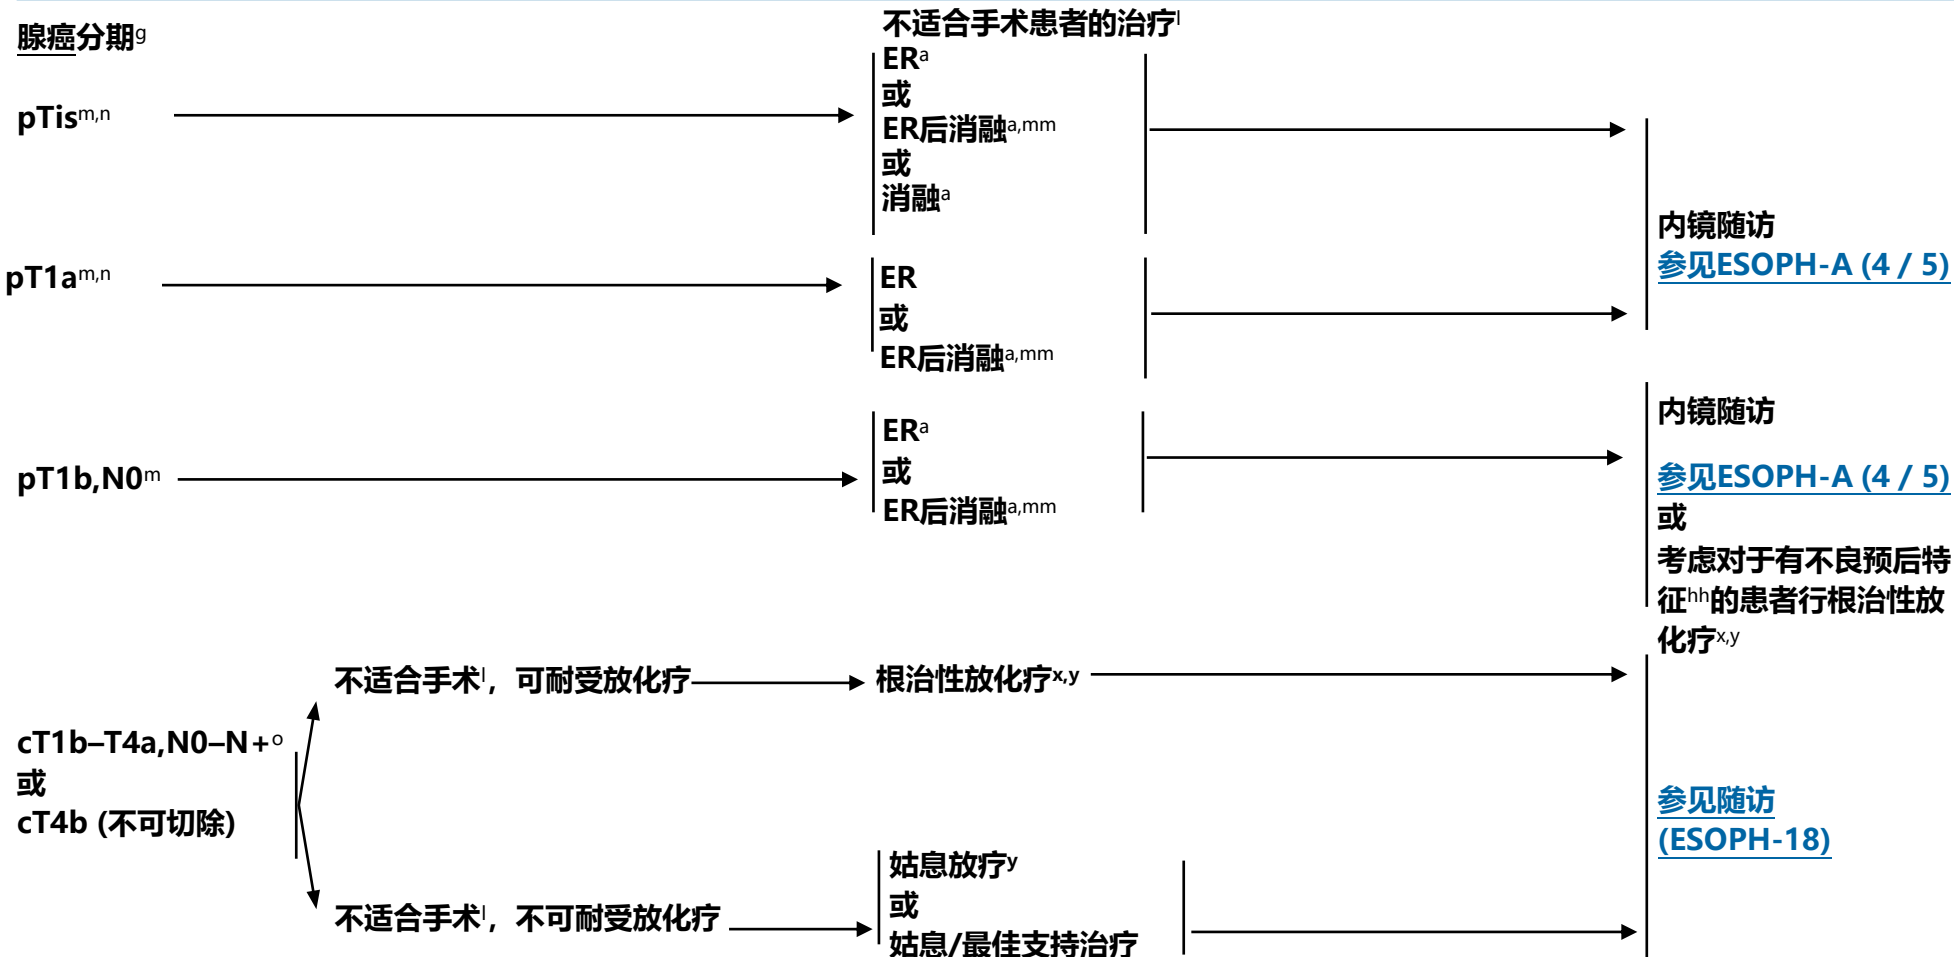 腺癌分期g
不适合手术患者的治疗l
pTism,n
ERa
或
ER后消融a,mm
或
消融a
pT1am,n
ER
或
ER后消融a,mm
内镜随访
参见ESOPH-A (4 / 5)
pT1b,N0m
ERa
或
ER后消融a,mm
内镜随访
参见ESOPH-A (4 / 5)
或
考虑对于有不良预后特
征hh的患者行根治性放
化疗x,y
cT1b–T4a,N0–N+o
或
cT4b (不可切除)
不适合手术l，可耐受放化疗
根治性放化疗x,y
不适合手术l，不可耐受放化疗
姑息放疗y
或
姑息/最佳支持治疗
参见随访
(ESOPH-18)